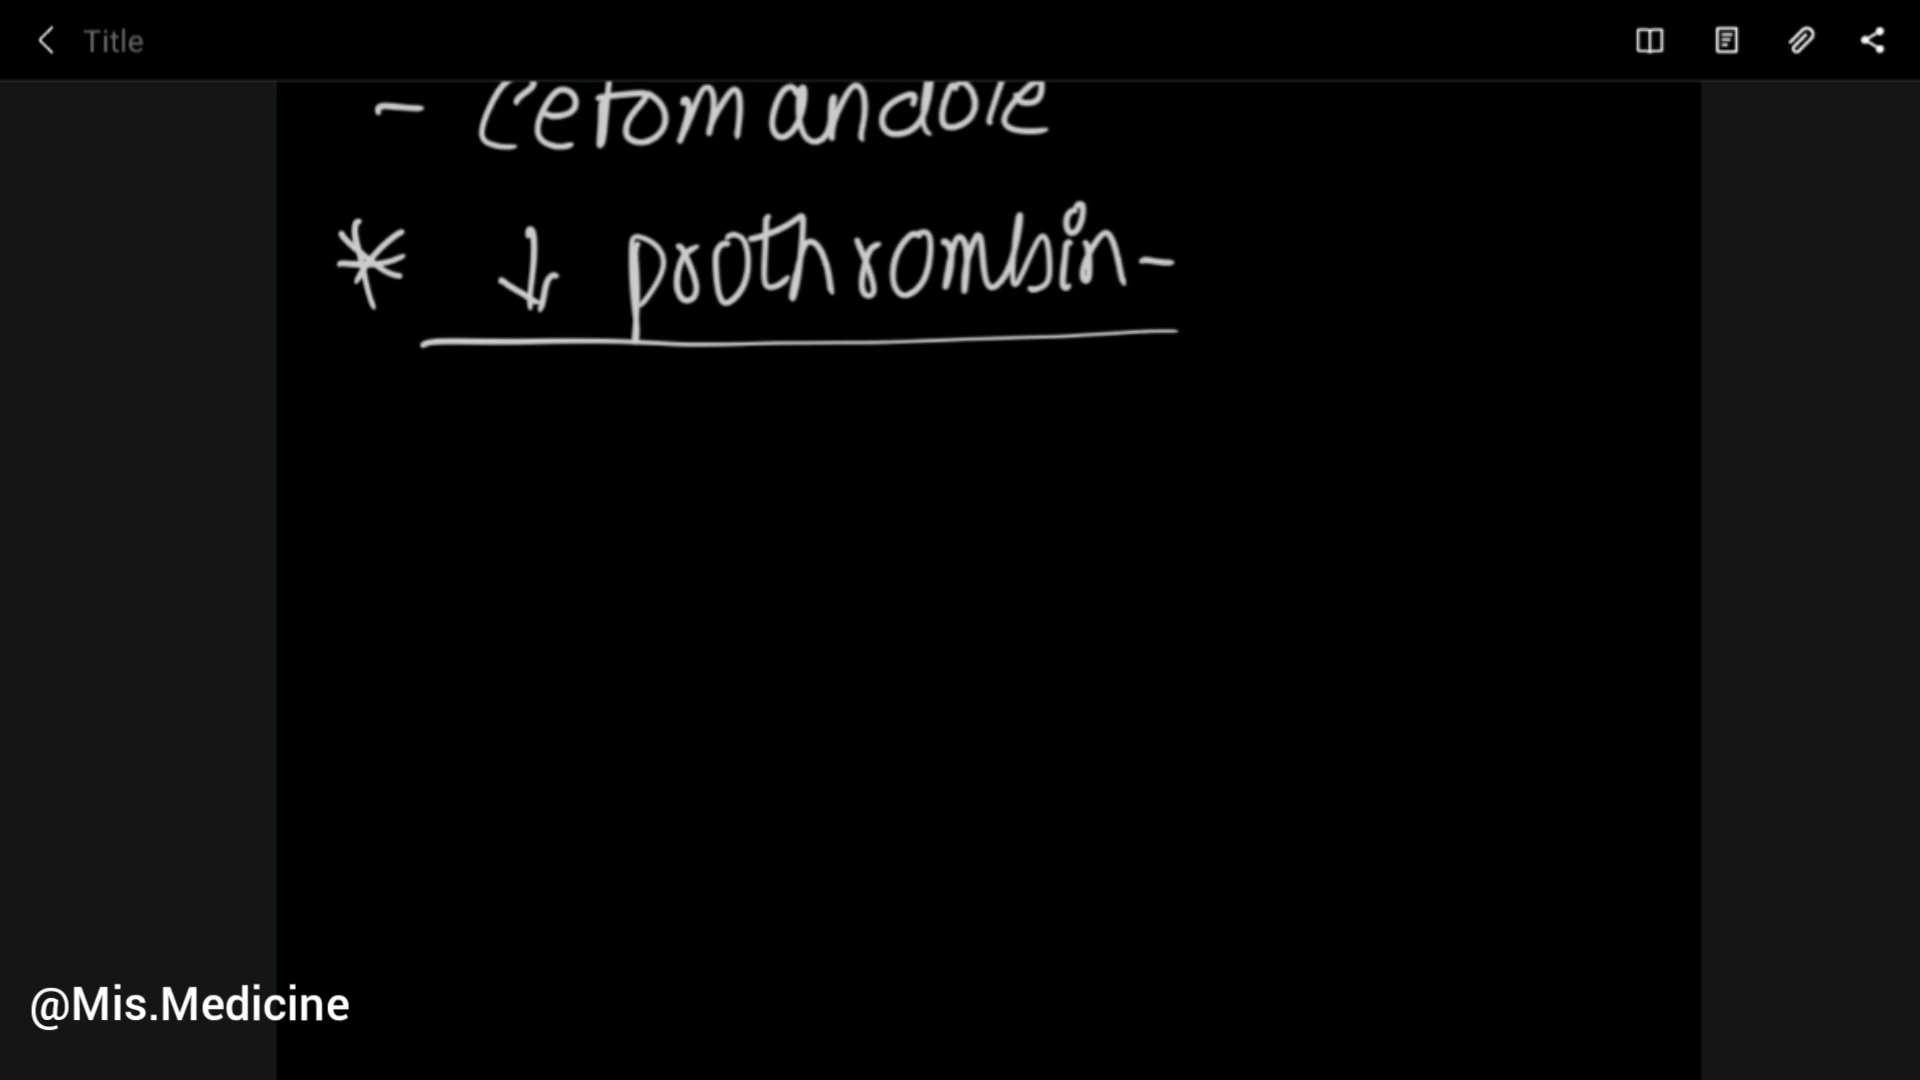 Title
- Cefomandole
* ↓ prothrombin-
@Mis.Medicine